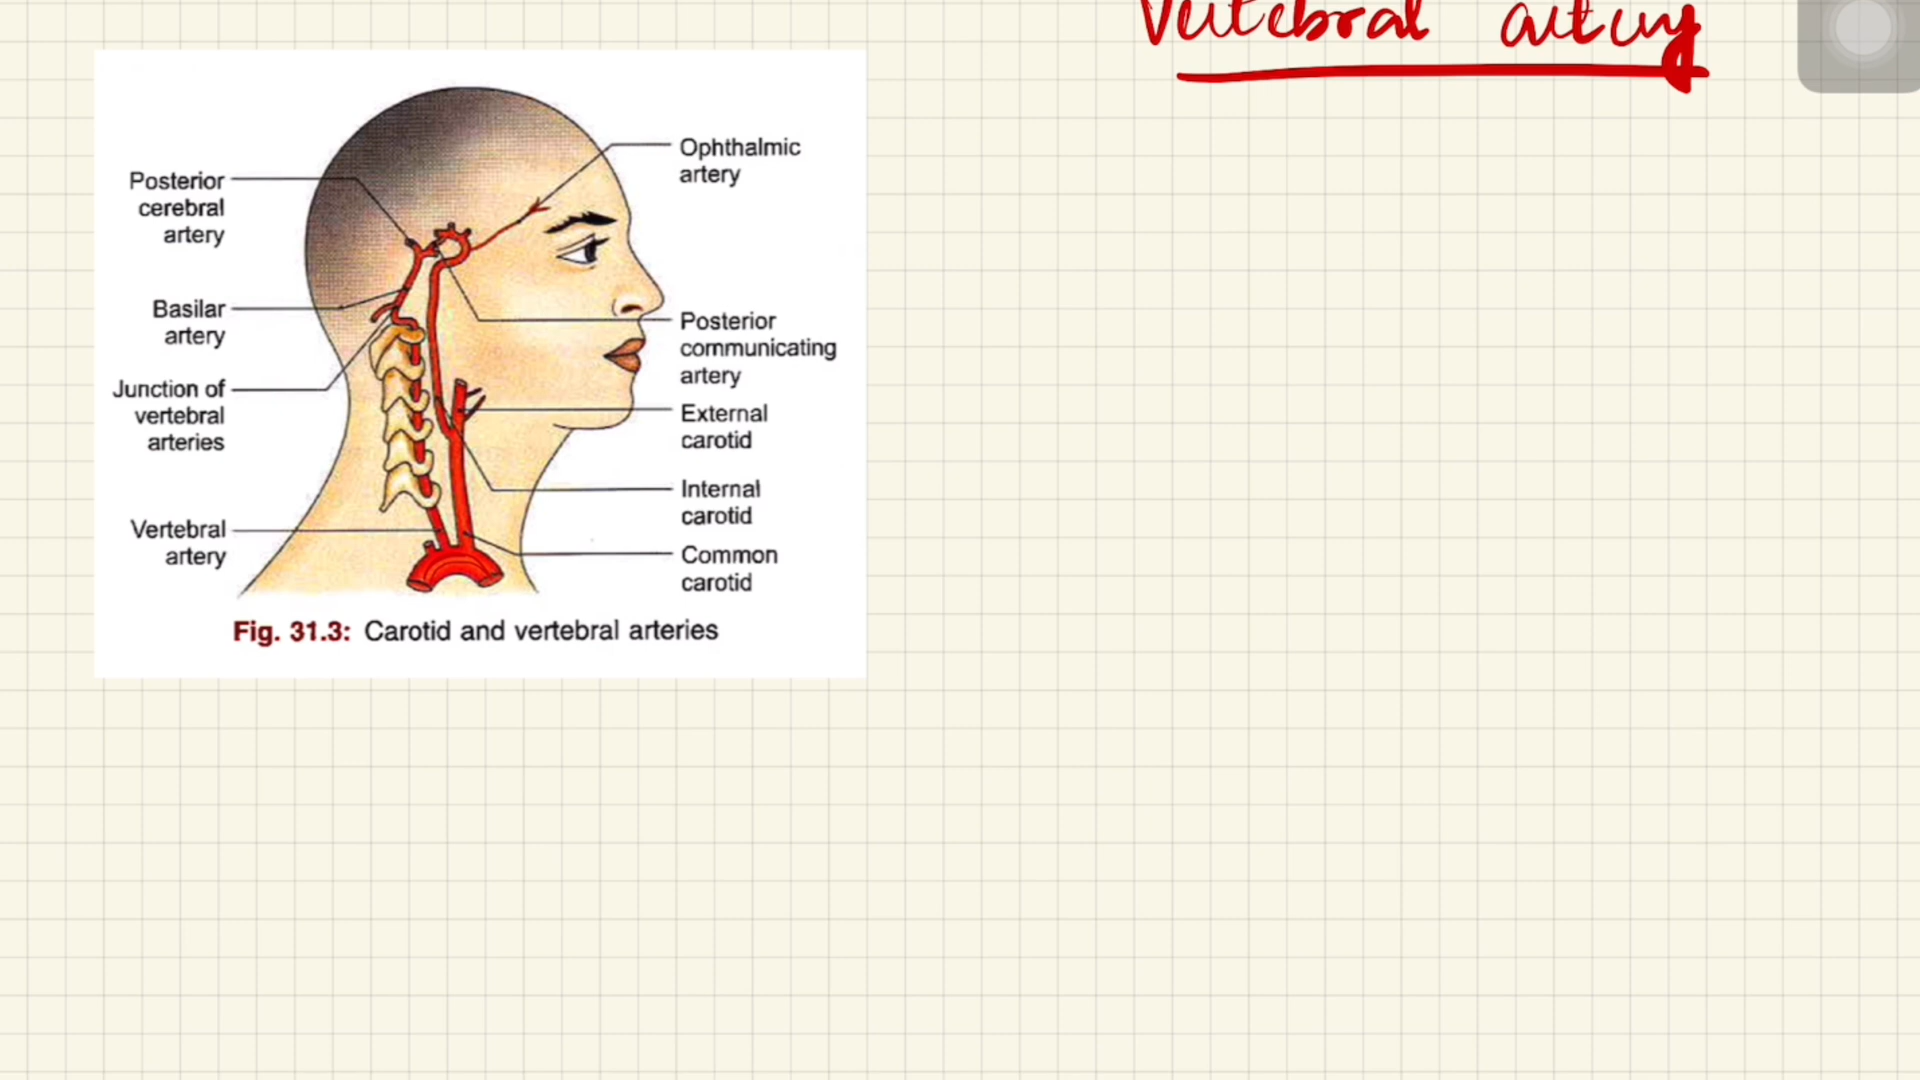 Vertebral artery
Ophthalmic
artery
Posterior
cerebral
artery
Basilar
artery
Posterior
communicating
artery
Junction of
vertebral
arteries
External
carotid
Internal
carotid
Vertebral
artery
Common
carotid
Fig. 31.3: Carotid and vertebral arteries